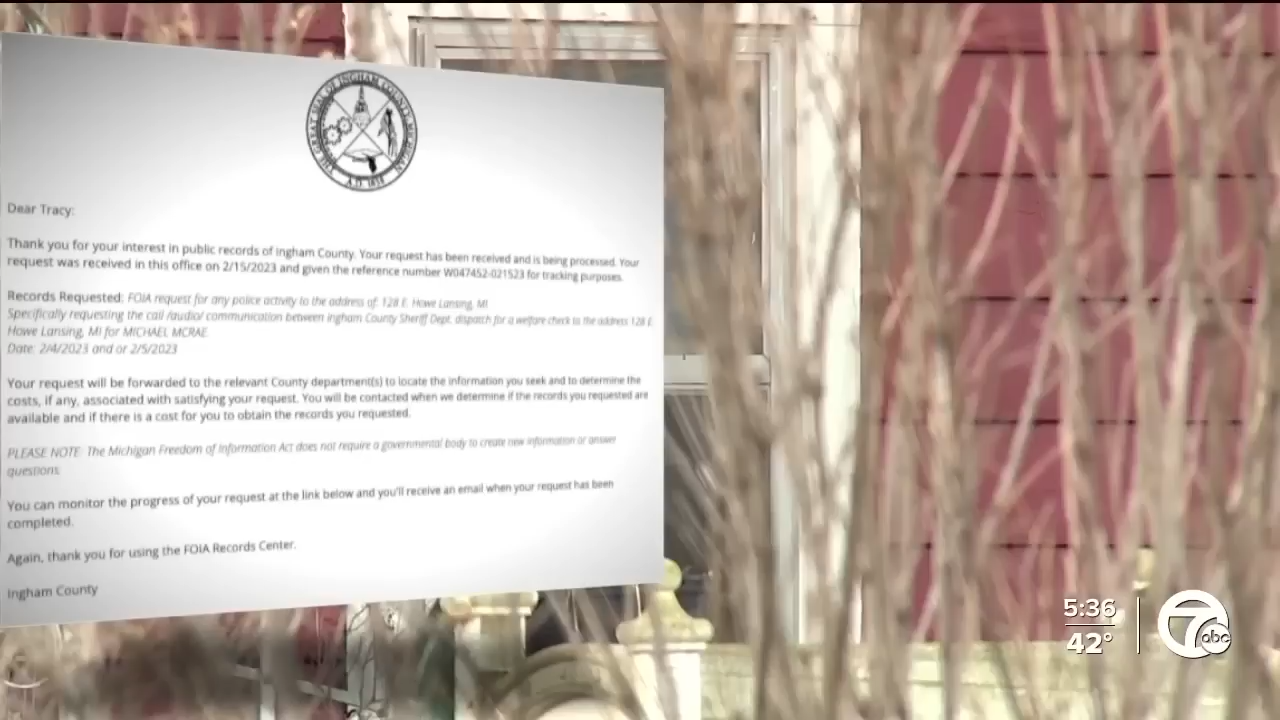 THE GREAT SEAL OF INGHAM COUNTY, MICHIGAN
A.D. 1838
Dear Tracy:
Thank you for your interest in public records of Ingham County. Your request has been received and is being processed. Your
request was received in this office on 2/15/2023 and given the reference number W047452-021523 for tracking purposes.
Records Requested: FOIA request for any police activity to the address of: 128 E. Howe Lansing, MI
Specifically requesting the call /audio/ communication between Ingham County Sheriff Dept. dispatch for a welfare check to the address 128 E.
Howe Lansing, MI for MICHAEL MCRAE
Date: 2/4/2023 and or 2/5/2023
Your request will be forwarded to the relevant County department(s) to locate the information you seek and to determine the
costs, if any, associated with satisfying your request. You will be contacted when we determine if the records you requested are
available and if there is a cost for you to obtain the records you requested.
PLEASE NOTE: The Michigan Freedom of Information Act does not require a governmental body to create new information or answer
questions.
You can monitor the progress of your request at the link below and you'll receive an email when your request has been
completed.
Again, thank you for using the FOIA Records Center.
Ingham County
5:36
42°
7 abc